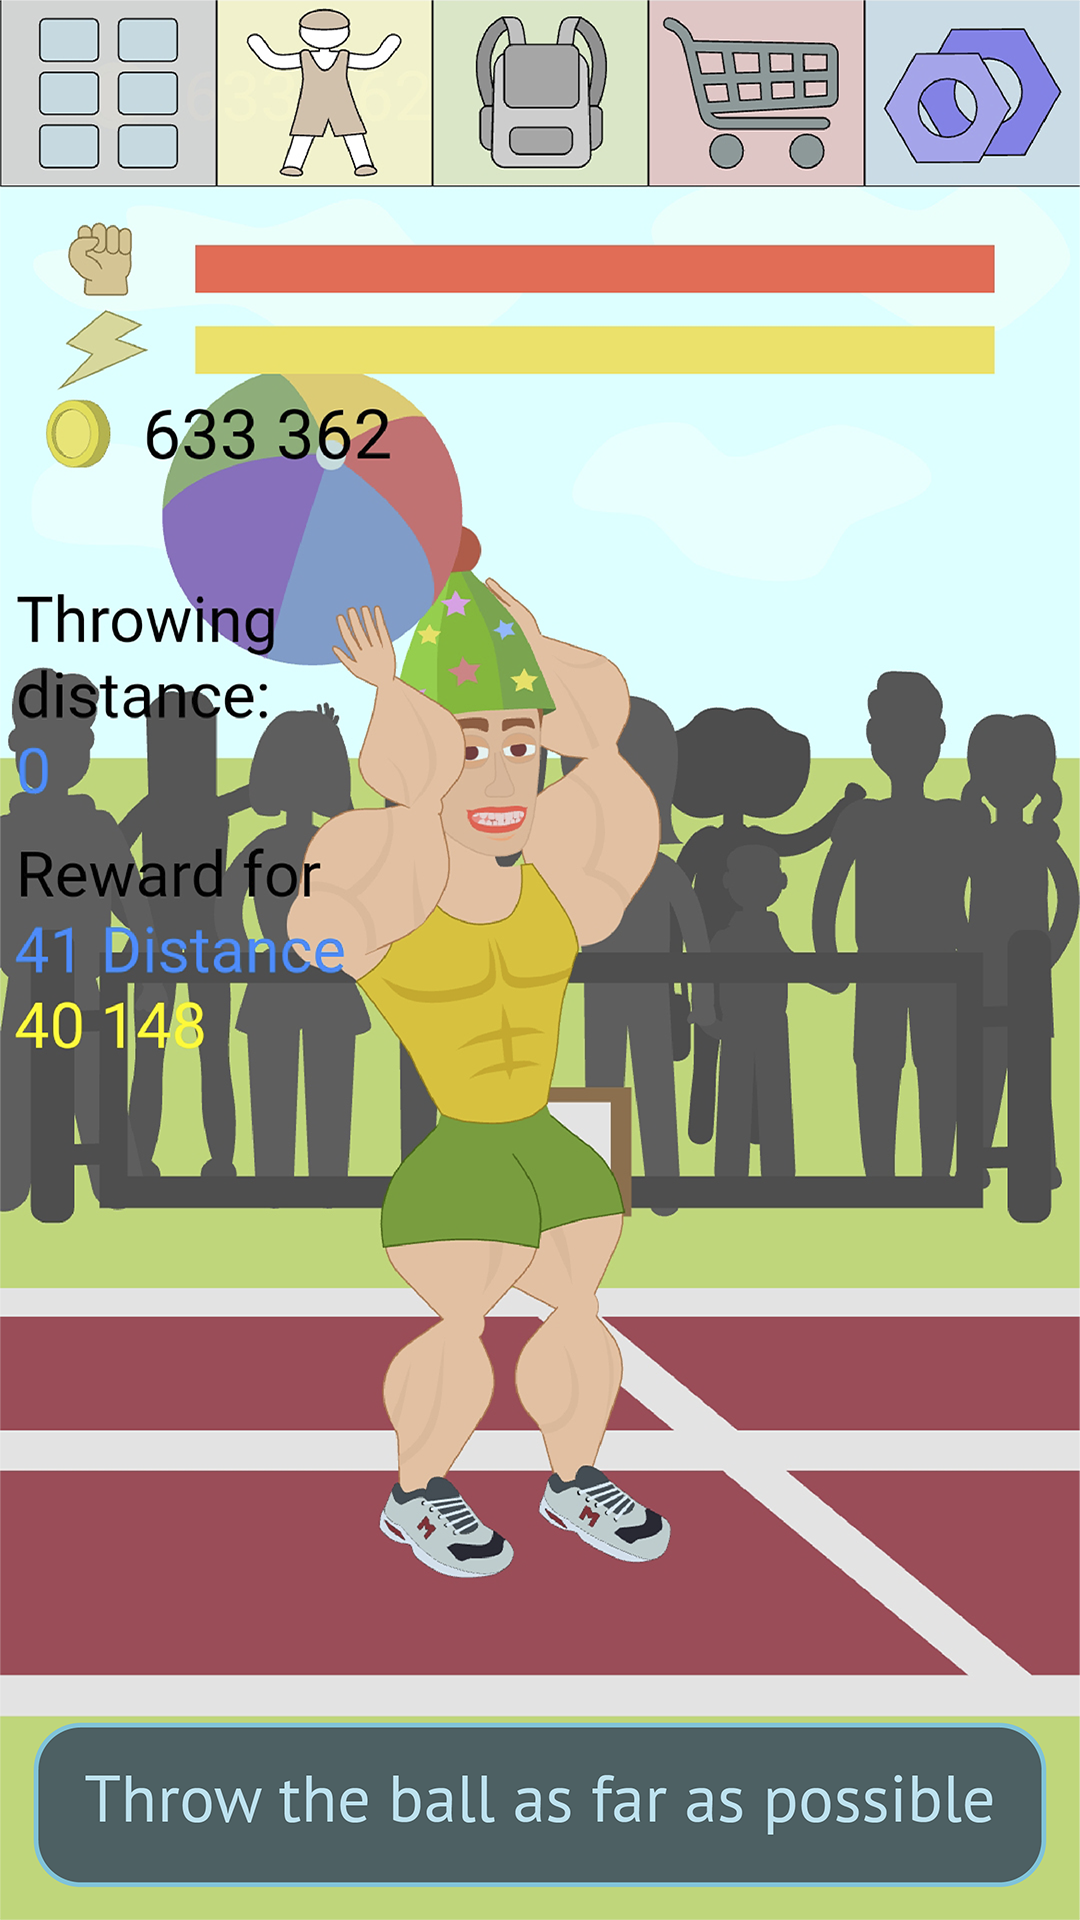 633 362
Throwing
distance:
0
Reward for
41 Distance
40 148
M M
Throw the ball as far as possible